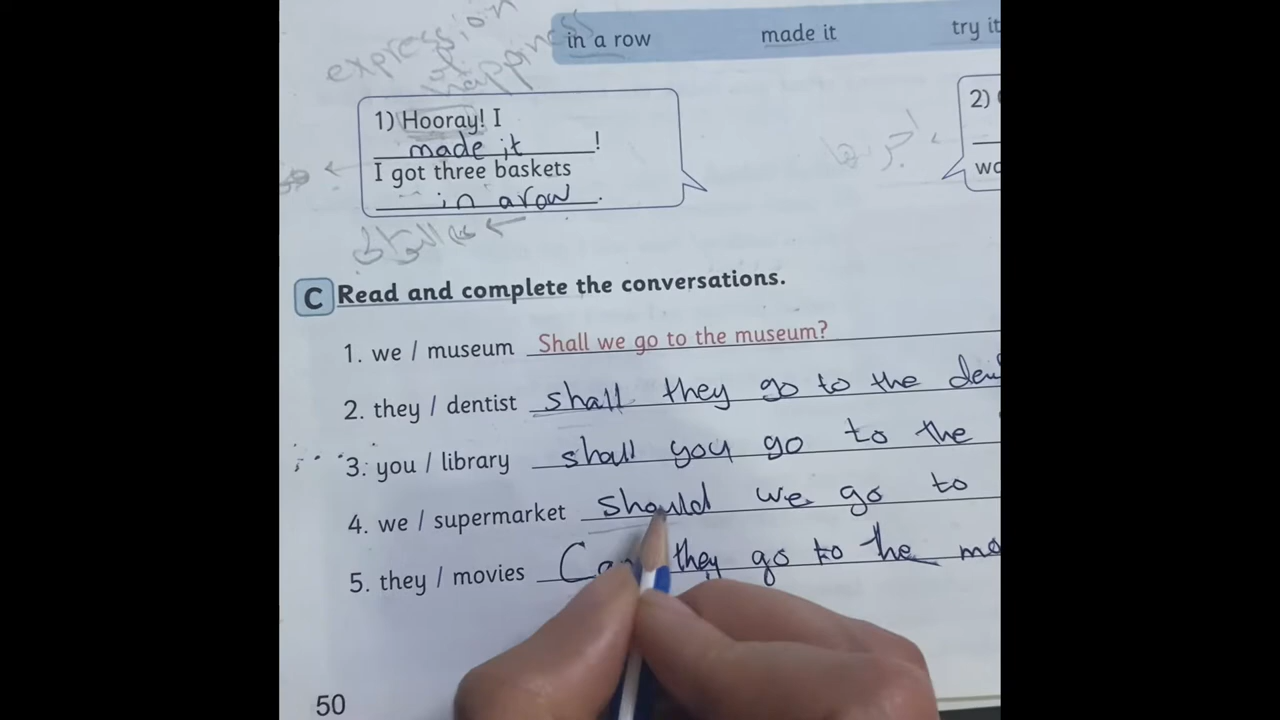 in a row made it try it
expression
of
happiness
1) Hooray! I
made it !
I got three baskets
in a row.
2)
C Read and complete the conversations.
1. we / museum Shall we go to the museum?
2. they / dentist shall they go to the
3. you / library shall you go to the
4. we / supermarket should we go to
5. they / movies they go to the
50